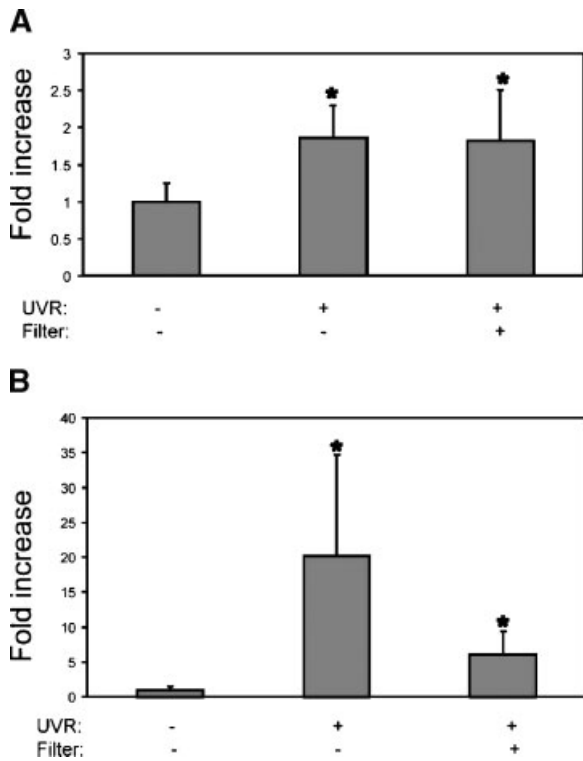 A
Fold increase
3
2.5
2
1.5
1
0.5
0
* *
UVR: - + +
Filter: - - +
B
Fold increase
40
35
30
25
20
15
10
5
0
*
*
UVR: - + +
Filter: - - +